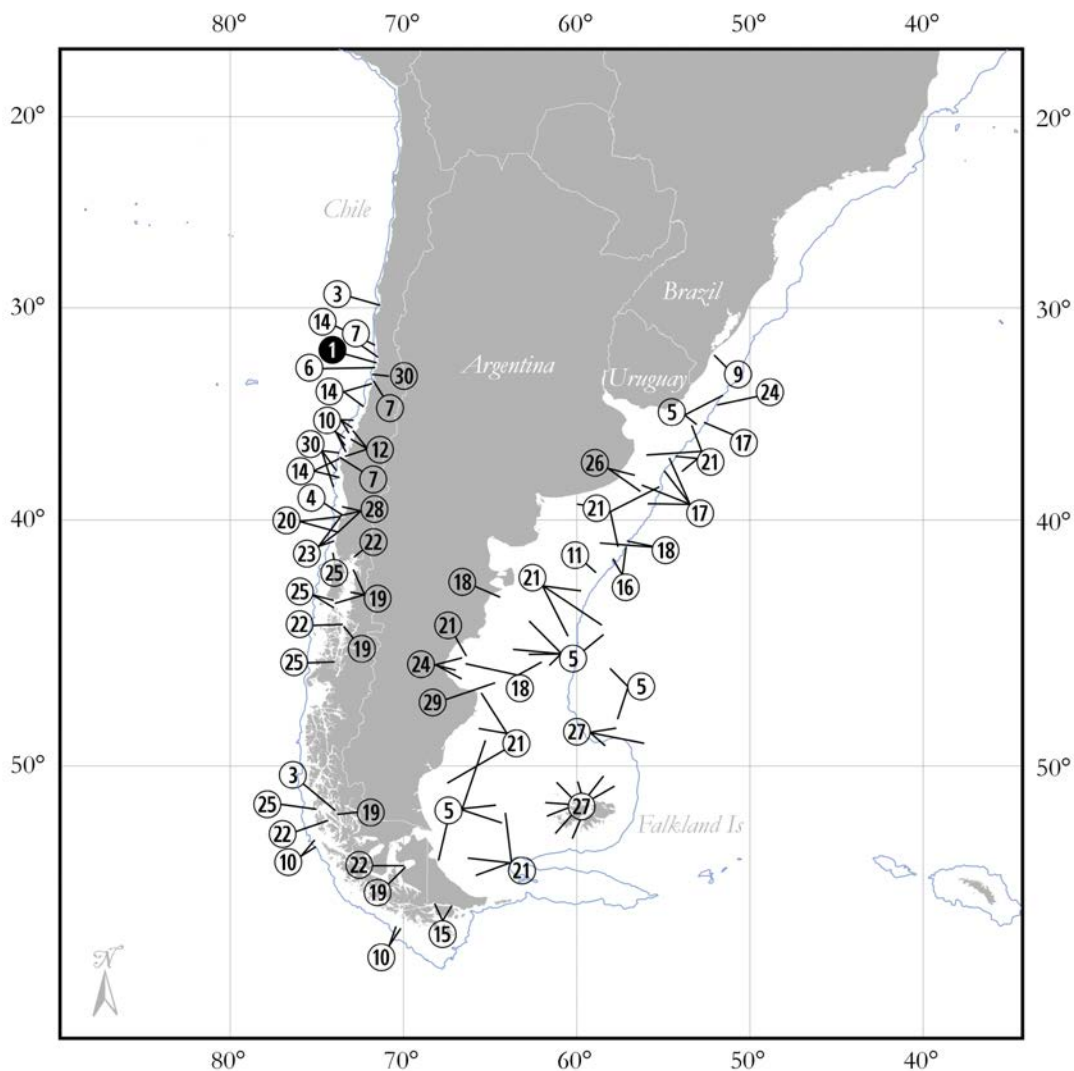 80° 70° 60° 50° 40°
20° 20°
Chile
3 30° Brazil 30°
14 7
1
6 Argentina
30 Uruguay 9
14 7 5 24
10
30 12 17
14 7 26 21
4
20 28 21 17
40° 40°
23 22 11 18
25 18 21 16
25 19
22 21
19 24 5
25 18 5
29
27
21
50° 50°
3
25 19 5 27
22 Falkland Is
10 22 21
19
15
10
N
80° 70° 60° 50° 40°